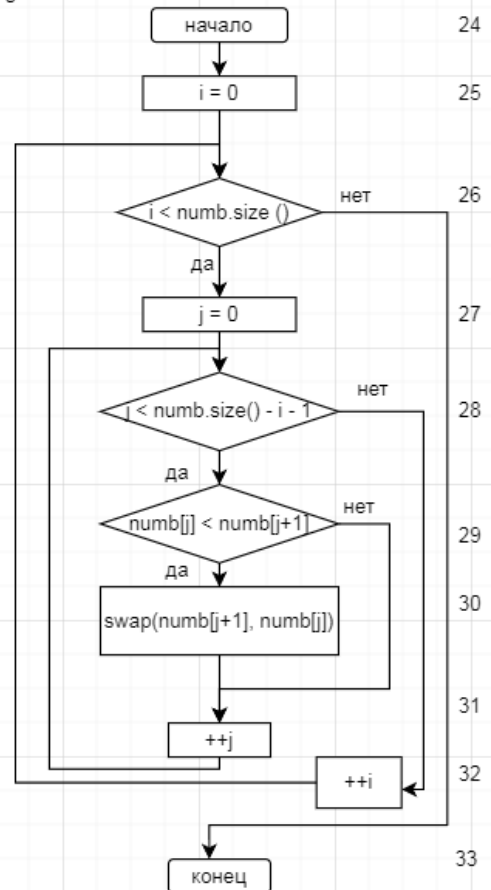 начало
24
i = 0
25
i < numb.size ()
нет
26
да
j = 0
27
j < numb.size() - i - 1
нет
28
да
numb[j] < numb[j+1]
нет
29
да
swap(numb[j+1], numb[j])
30
++j
31
++i
32
конец
33